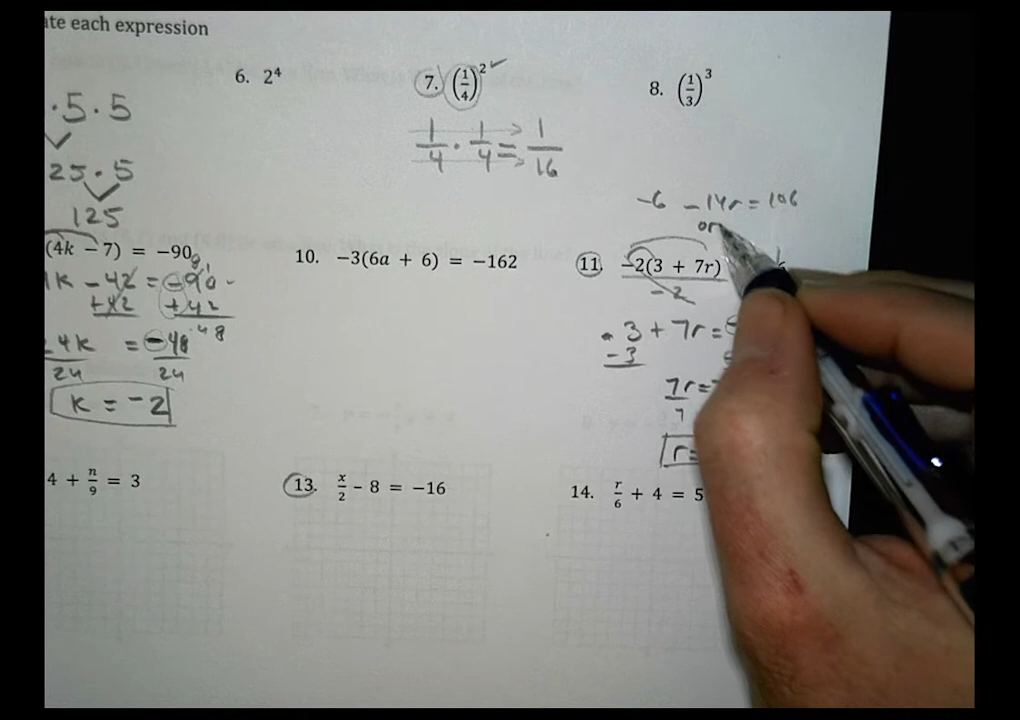 ate each expression
6. 2⁴
7. (1/4)²
8. (1/3)³
· 5 · 5
25 · 5
125
1/4 · 1/4 = 1/16
-6 - 14r = 106
or
(4k − 7) = −90
10. −3(6a + 6) = −162
11. −2(3 + 7r)
-2
k - 42 = -90
+42 +42
4k = -48
24 24
k = -2
3 + 7r =
-3
7r =
7
r =
4 + n/9 = 3
13. x/2 − 8 = −16
14. r/6 + 4 = 5